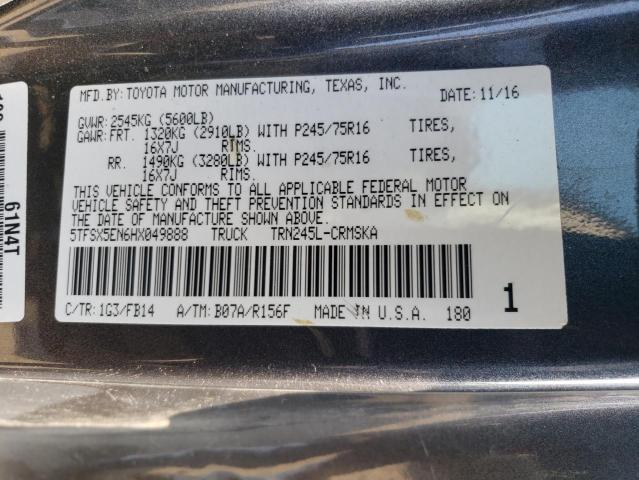 MFD.BY:TOYOTA MOTOR MANUFACTURING, TEXAS, INC.
DATE:11/16
GVWR:2545KG (5600LB)
GAWR:FRT. 1320KG (2910LB) WITH P245/75R16 TIRES,
16X7J RIMS.
RR. 1490KG (3280LB) WITH P245/75R16 TIRES,
16X7J RIMS.
THIS VEHICLE CONFORMS TO ALL APPLICABLE FEDERAL MOTOR
VEHICLE SAFETY AND THEFT PREVENTION STANDARDS IN EFFECT ON
THE DATE OF MANUFACTURE SHOWN ABOVE.
5TFSX5EN6HX049888 TRUCK TRN245L-CRMSKA
C/TR:1G3/FB14 A/TM:B07A/R156F MADE IN U.S.A. 180
1
61N4T